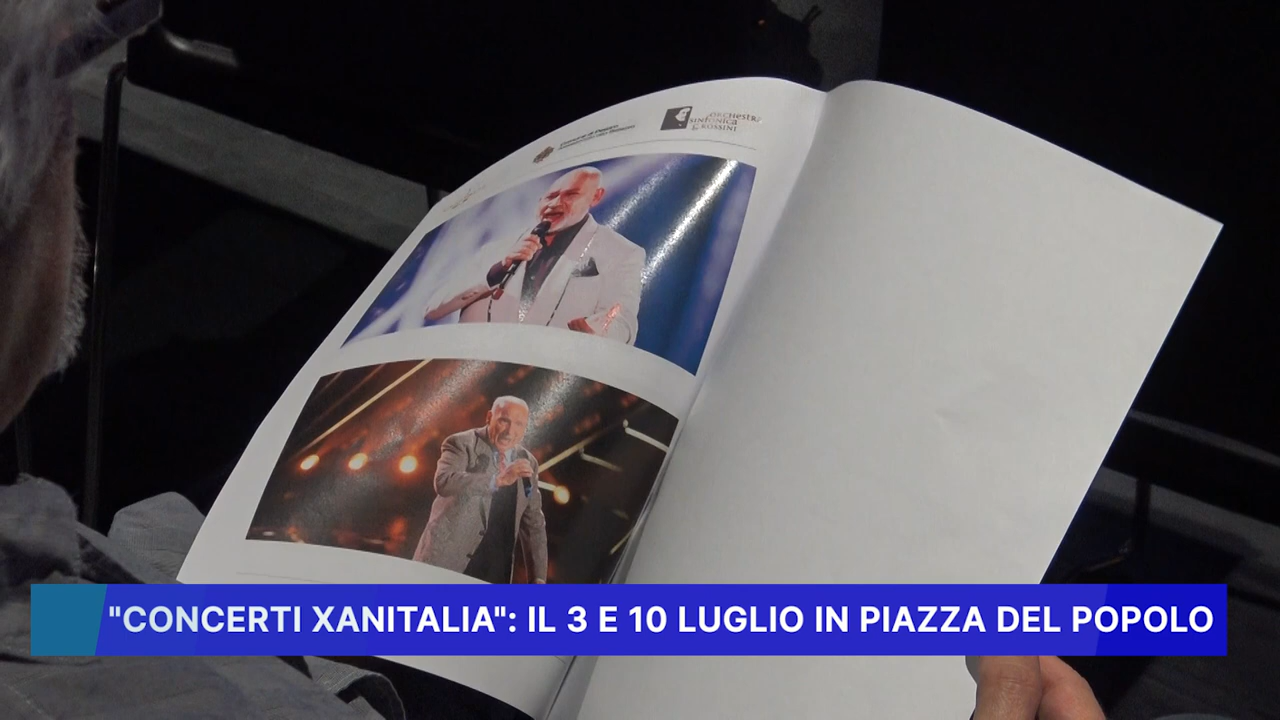 ORCHESTRA
SINFONICA
G. ROSSINI
"CONCERTI XANITALIA": IL 3 E 10 LUGLIO IN PIAZZA DEL POPOLO